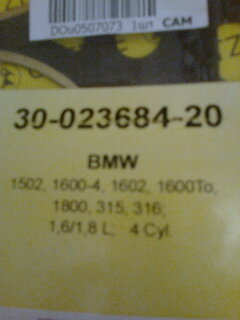 DOu0507073 1шт CAM
30-023684-20
BMW
1502, 1600-4, 1602, 1600To,
1800, 315, 316;
1,6/1,8 L; 4 Cyl.